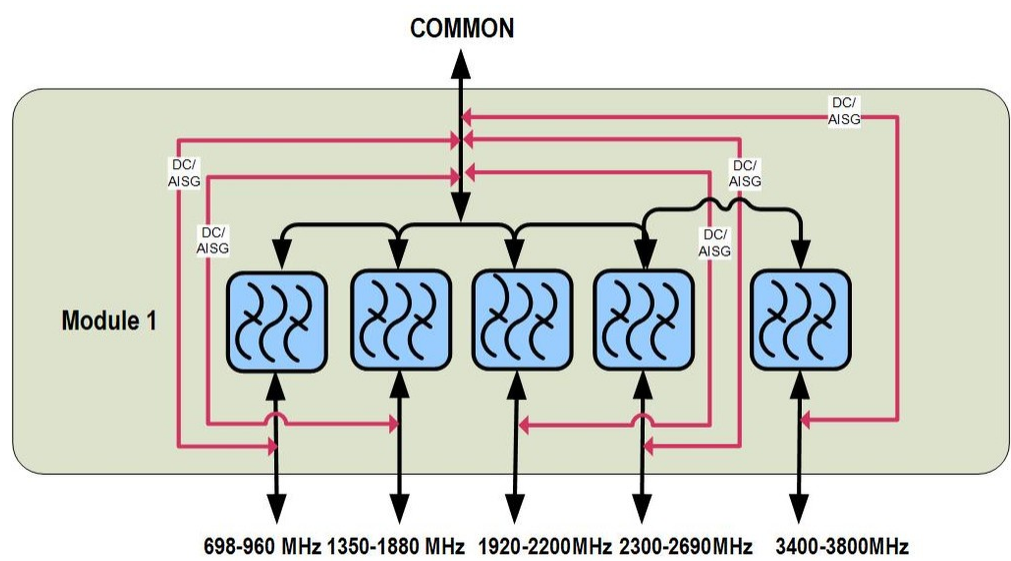 COMMON
DC/
AISG
DC/
AISG
DC/
AISG
DC/
AISG
DC/
AISG
Module 1
698-960 MHz 1350-1880 MHz 1920-2200MHz 2300-2690MHz 3400-3800MHz